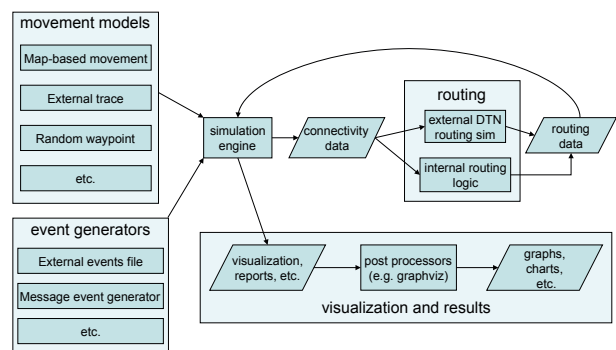 movement models
Map-based movement
External trace
Random waypoint
etc.
event generators
External events file
Message event generator
etc.
simulation
engine
connectivity
data
routing
external DTN
routing sim
internal routing
logic
routing
data
visualization,
reports, etc.
post processors
(e.g. graphviz)
graphs,
charts,
etc.
visualization and results